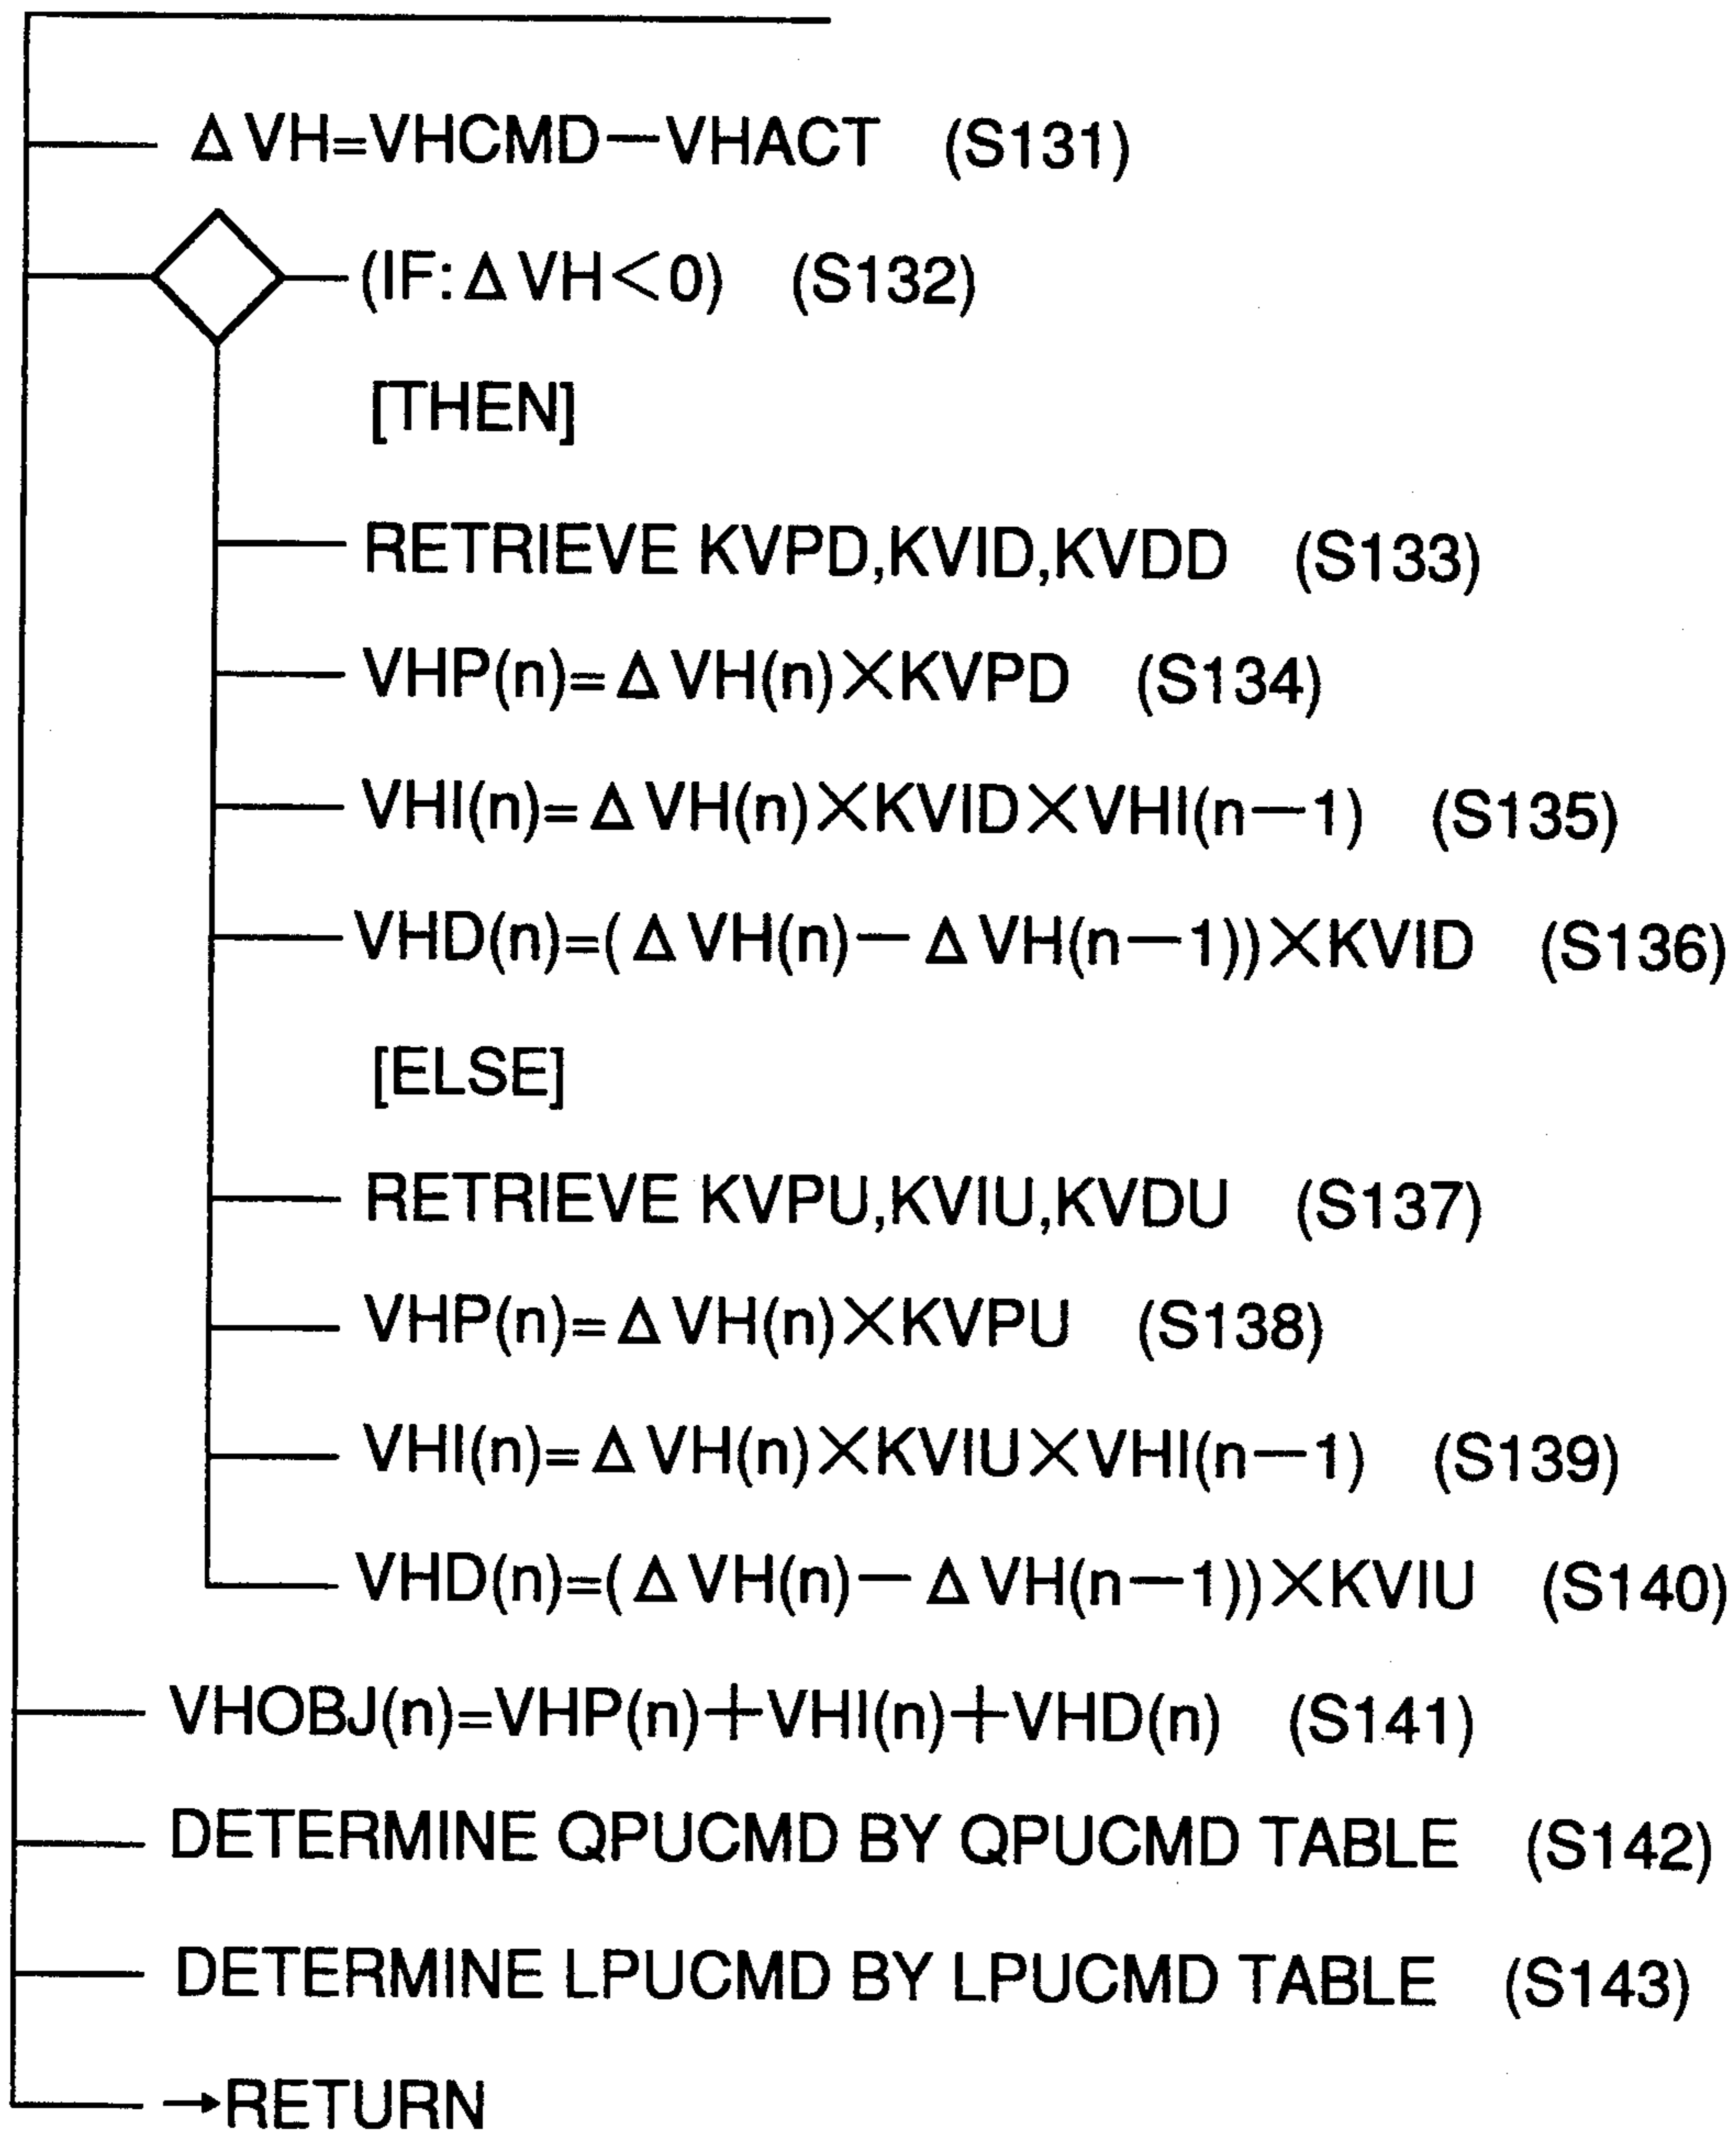 ΔVH=VHCMD−VHACT (S131)
(IF:ΔVH<0) (S132)
[THEN]
RETRIEVE KVPD,KVID,KVDD (S133)
VHP(n)=ΔVH(n)×KVPD (S134)
VHI(n)=ΔVH(n)×KVID×VHI(n−1) (S135)
VHD(n)=(ΔVH(n)−ΔVH(n−1))×KVID (S136)
[ELSE]
RETRIEVE KVPU,KVIU,KVDU (S137)
VHP(n)=ΔVH(n)×KVPU (S138)
VHI(n)=ΔVH(n)×KVIU×VHI(n−1) (S139)
VHD(n)=(ΔVH(n)−ΔVH(n−1))×KVIU (S140)
VHOBJ(n)=VHP(n)+VHI(n)+VHD(n) (S141)
DETERMINE QPUCMD BY QPUCMD TABLE (S142)
DETERMINE LPUCMD BY LPUCMD TABLE (S143)
→RETURN